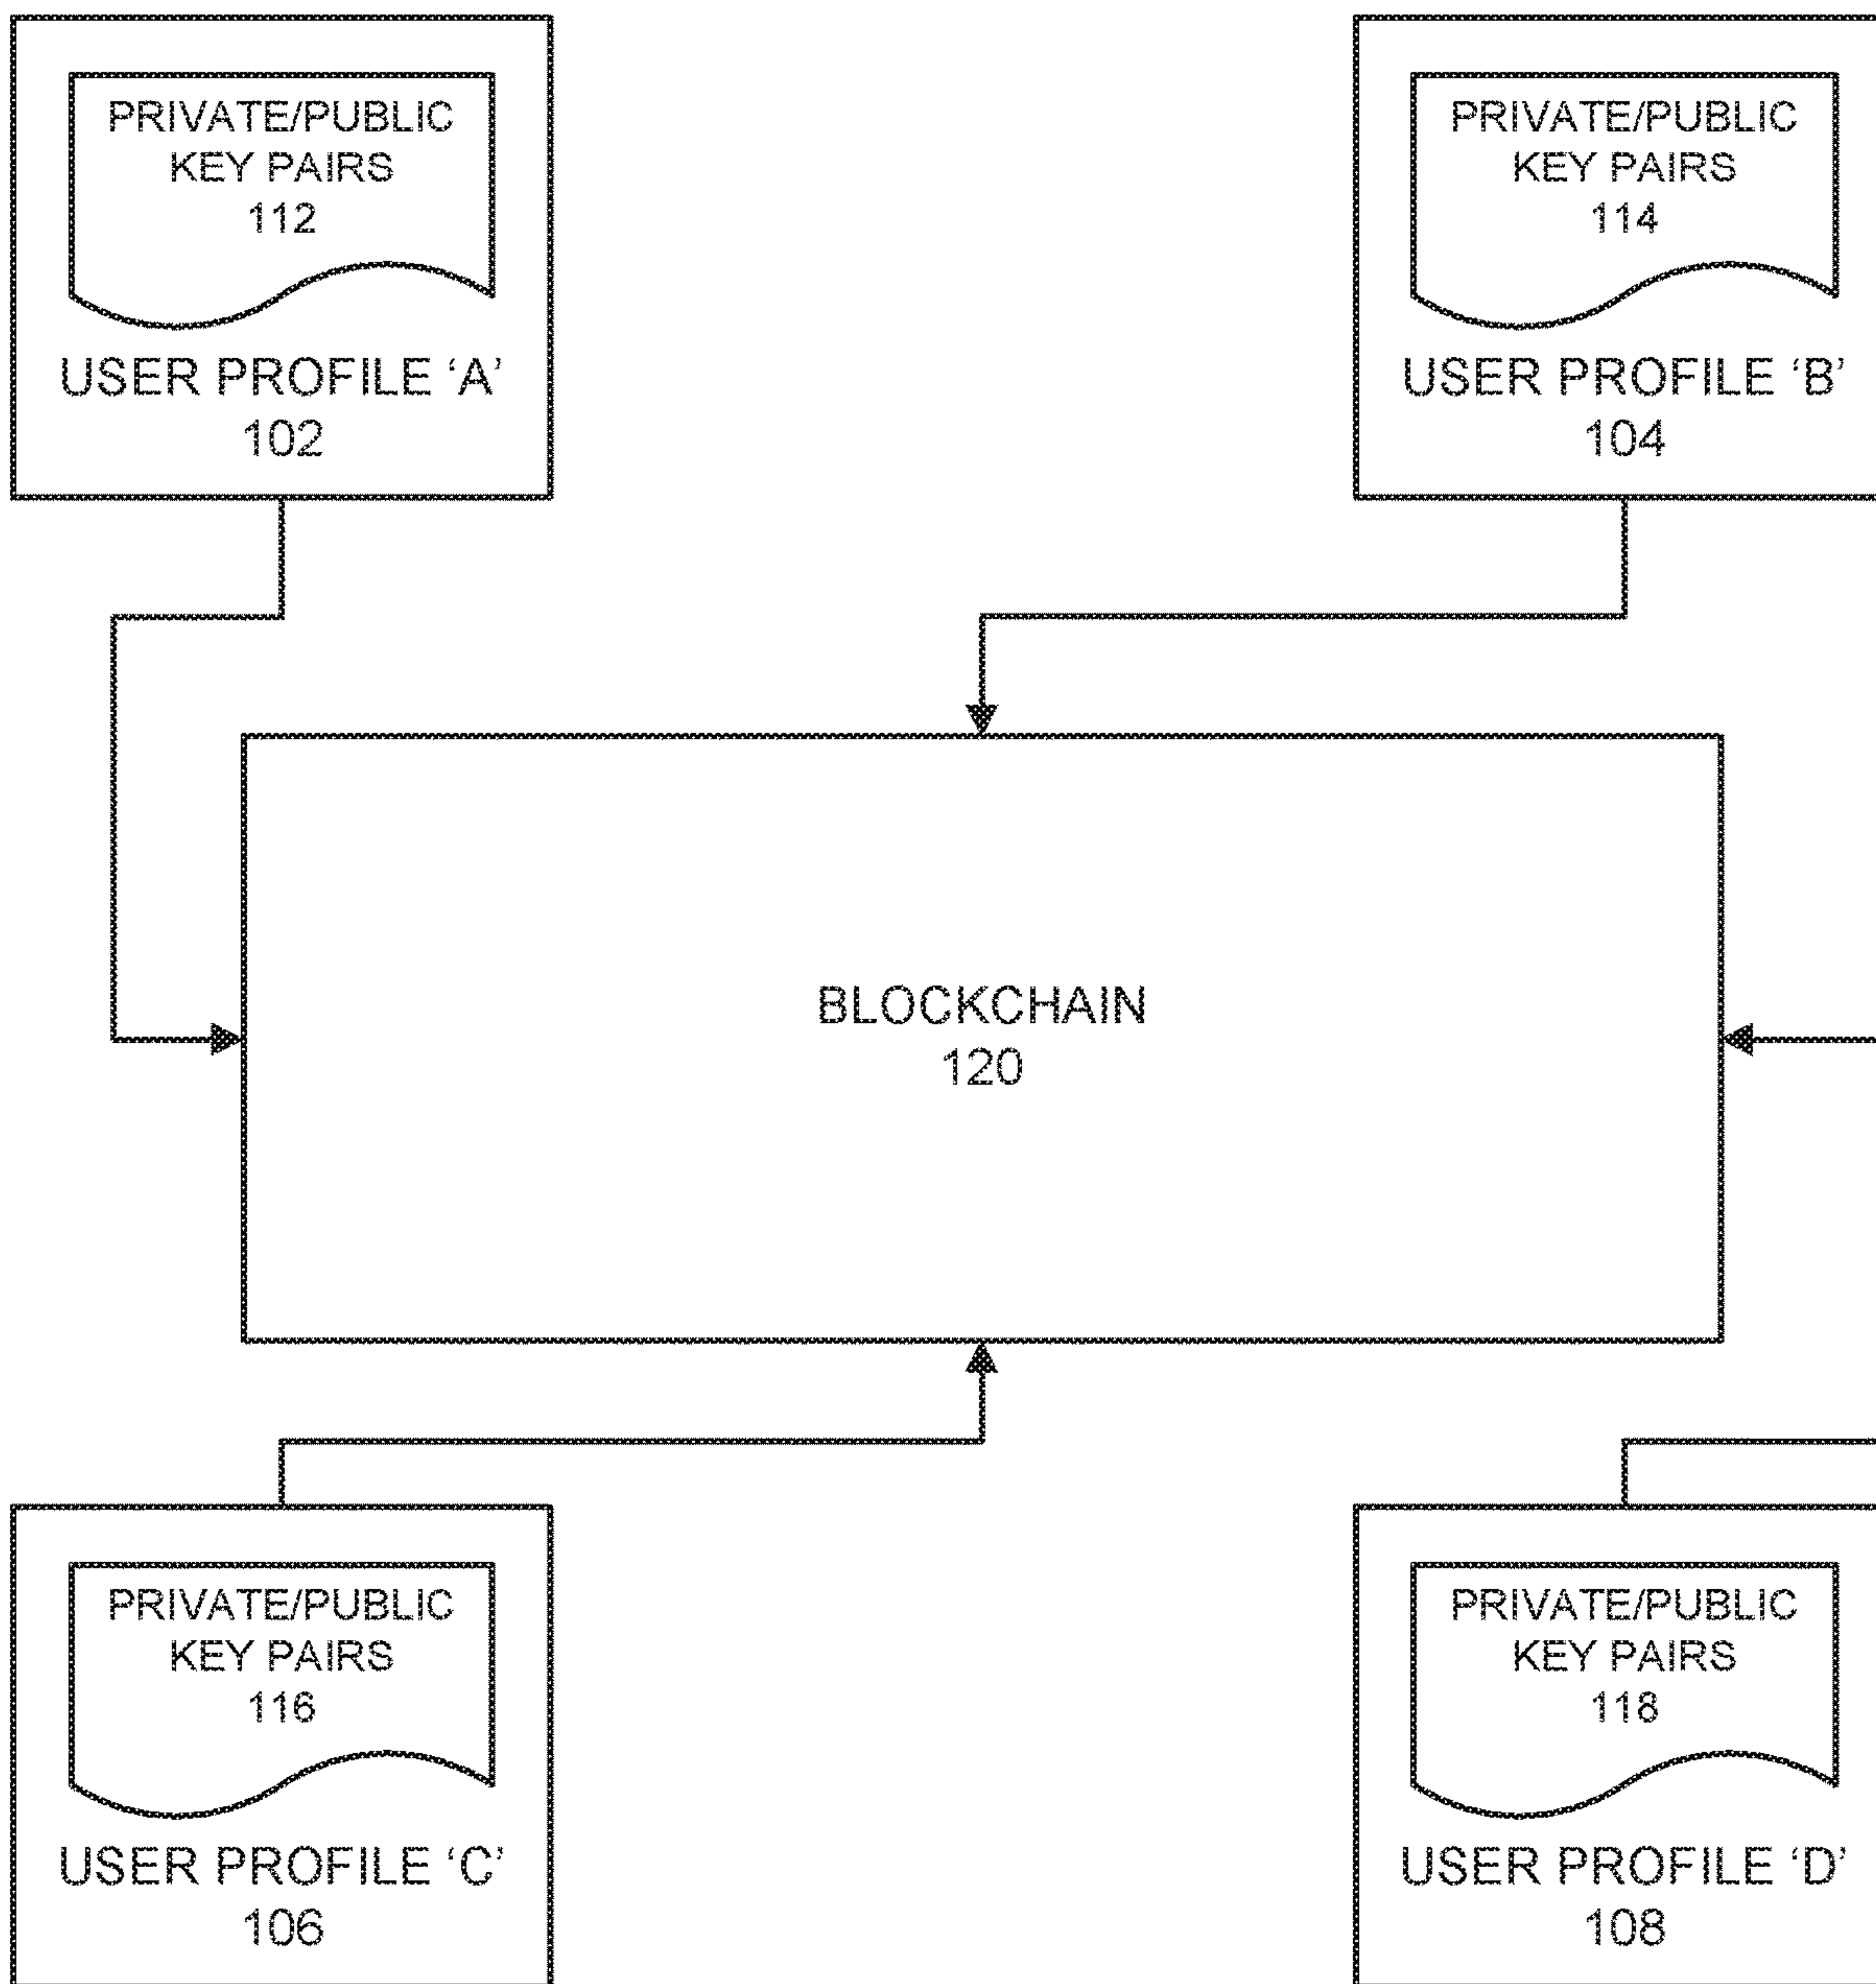 PRIVATE/PUBLIC
KEY PAIRS
112
USER PROFILE ‘A’
102
PRIVATE/PUBLIC
KEY PAIRS
114
USER PROFILE ‘B’
104
BLOCKCHAIN
120
PRIVATE/PUBLIC
KEY PAIRS
116
USER PROFILE ‘C’
106
PRIVATE/PUBLIC
KEY PAIRS
118
USER PROFILE ‘D’
108